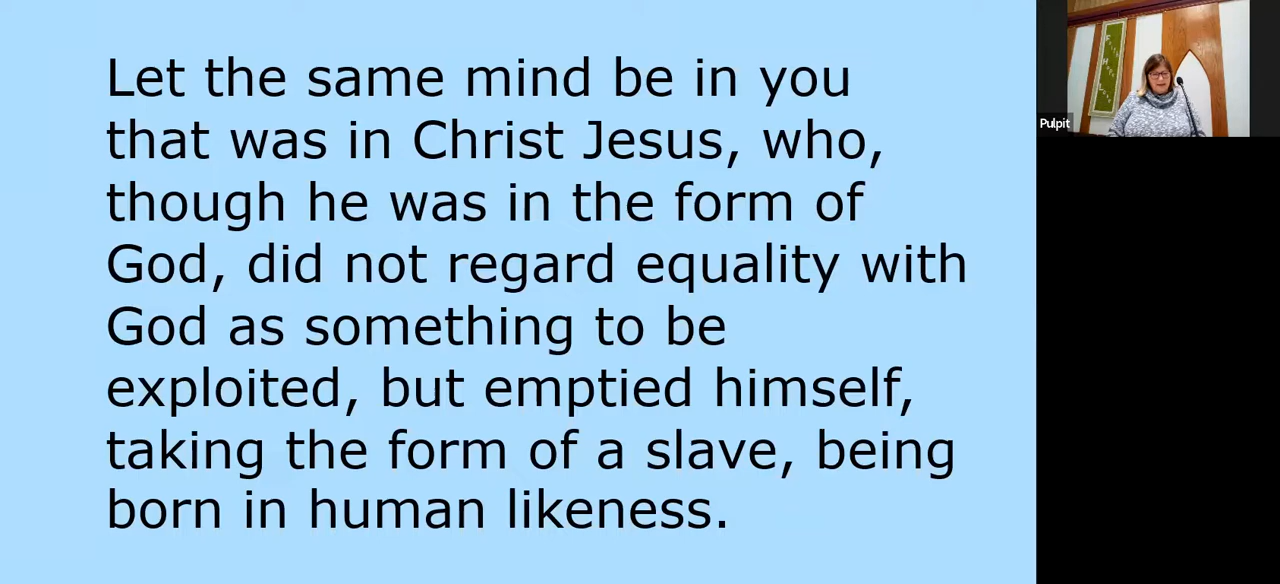 Let the same mind be in you
that was in Christ Jesus, who,
though he was in the form of
God, did not regard equality with
God as something to be
exploited, but emptied himself,
taking the form of a slave, being
born in human likeness.
Pulpit